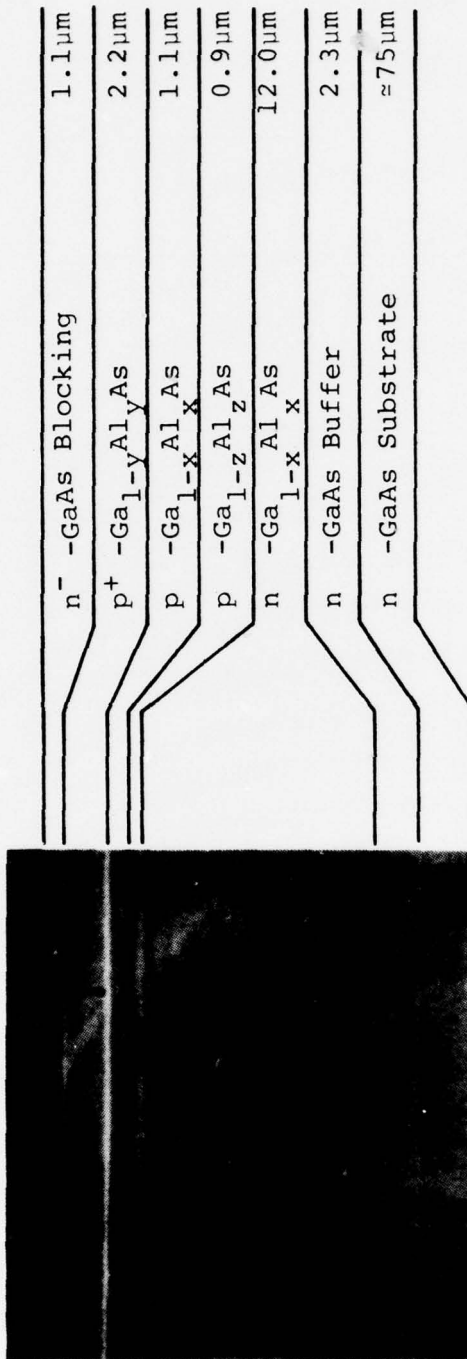 n⁻ -GaAs Blocking 1.1μm
p⁺ -Ga₁₋yAlyAs 2.2μm
p -Ga₁₋ₓAlₓAs 1.1μm
p -Ga₁₋zAlzAs 0.9μm
n -Ga₁₋ₓAlₓAs 12.0μm
n -GaAs Buffer 2.3μm
n -GaAs Substrate ≃75μm